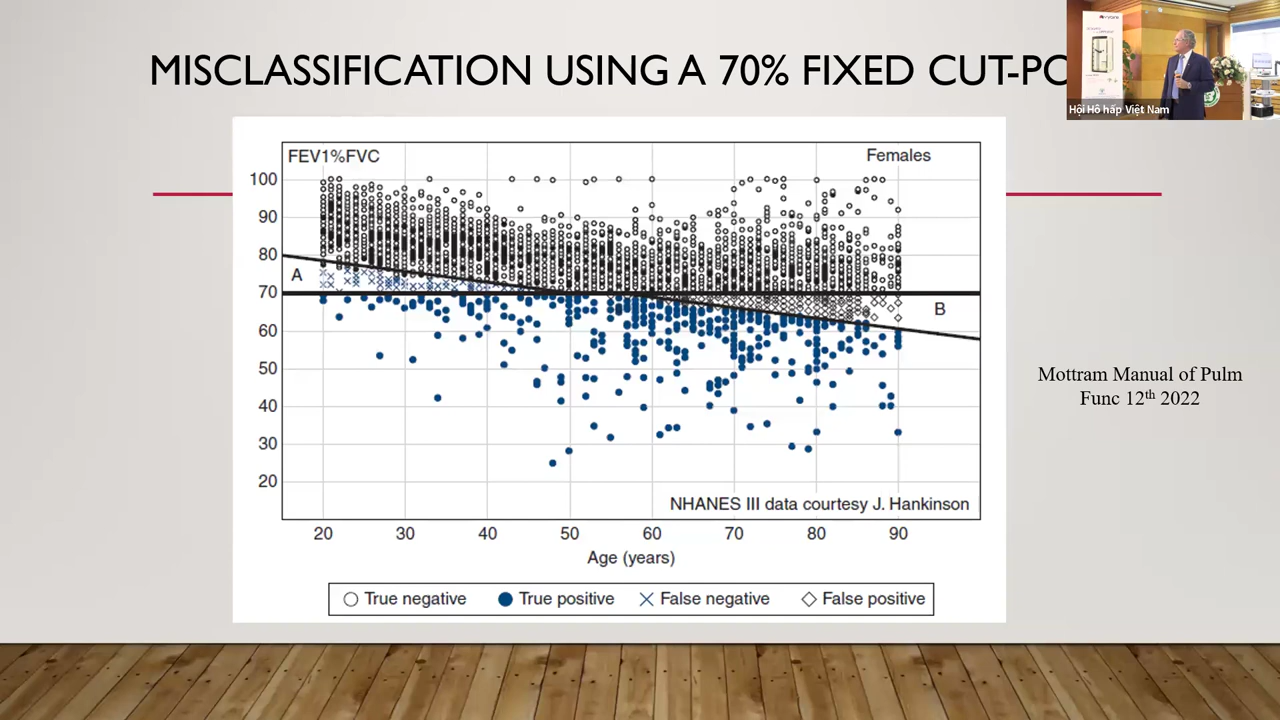 MISCLASSIFICATION USING A 70% FIXED CUT-PO
Hội Hô hấp Việt Nam
FEV1%FVC
Females
100
90
80
A
70
B
60
50
40
30
20
NHANES III data courtesy J. Hankinson
20 30 40 50 60 70 80 90
Age (years)
True negative True positive False negative False positive
Mottram Manual of Pulm
Func 12th 2022